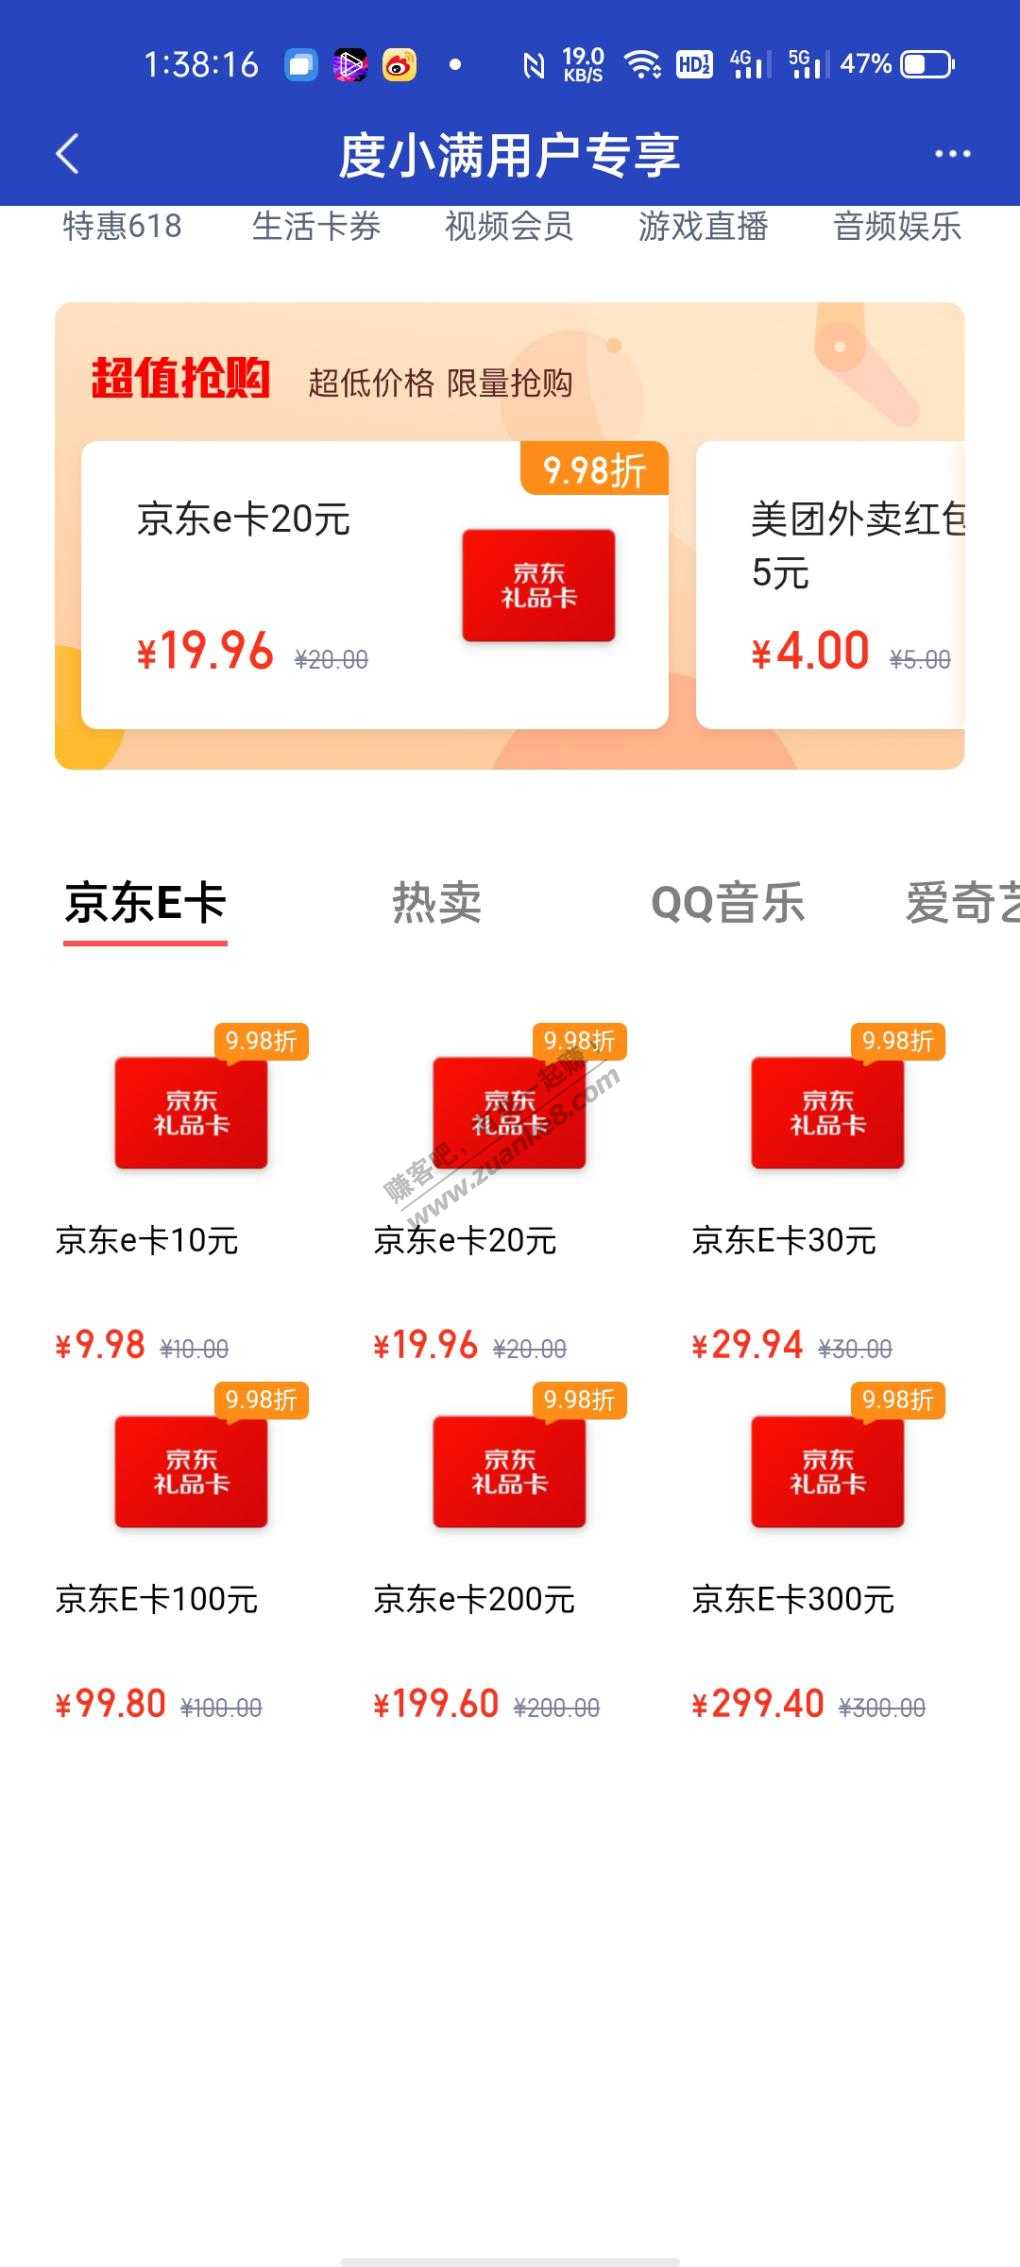 1:38:16 19.0 KB/S HD 1 2 4G 5G 47%
度小满用户专享
特惠618 生活卡券 视频会员 游戏直播 音频娱乐
超值抢购 超低价格 限量抢购
9.98折
京东e卡20元
京东
礼品卡
¥19.96 ¥20.00
美团外卖红包
5元
¥4.00 ¥5.00
京东E卡 热卖 QQ音乐 爱奇艺
9.98折 9.98折 9.98折
京东 京东 京东
礼品卡 礼品卡 礼品卡
赚客吧，有奖一起赚！
www.zuanke8.com
京东e卡10元 京东e卡20元 京东E卡30元
¥9.98 ¥10.00 ¥19.96 ¥20.00 ¥29.94 ¥30.00
9.98折 9.98折 9.98折
京东 京东 京东
礼品卡 礼品卡 礼品卡
京东E卡100元 京东e卡200元 京东E卡300元
¥99.80 ¥100.00 ¥199.60 ¥200.00 ¥299.40 ¥300.00